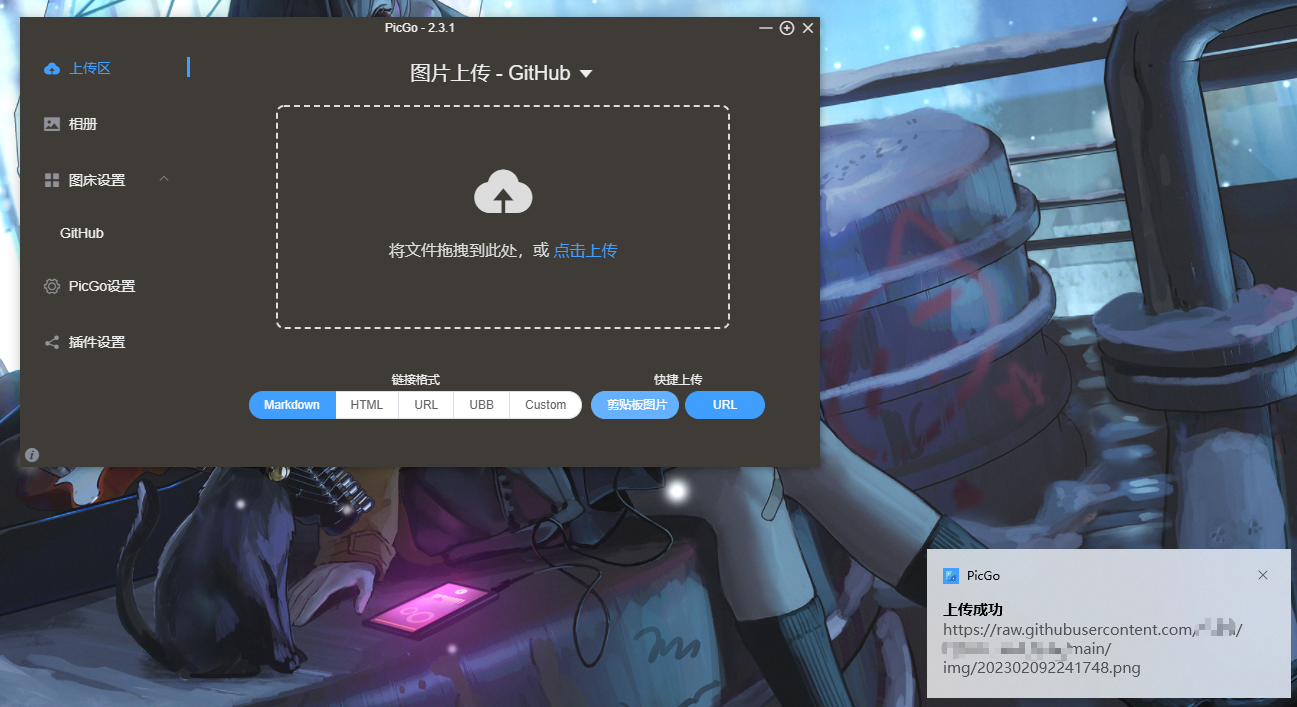 PicGo - 2.3.1
上传区
相册
图床设置
GitHub
PicGo设置
插件设置
图片上传 - GitHub
将文件拖拽到此处，或 点击上传
链接格式
快捷上传
Markdown HTML URL UBB Custom 剪贴板图片 URL
PicGo
上传成功
https://raw.githubusercontent.com/ /
main/
img/202302092241748.png